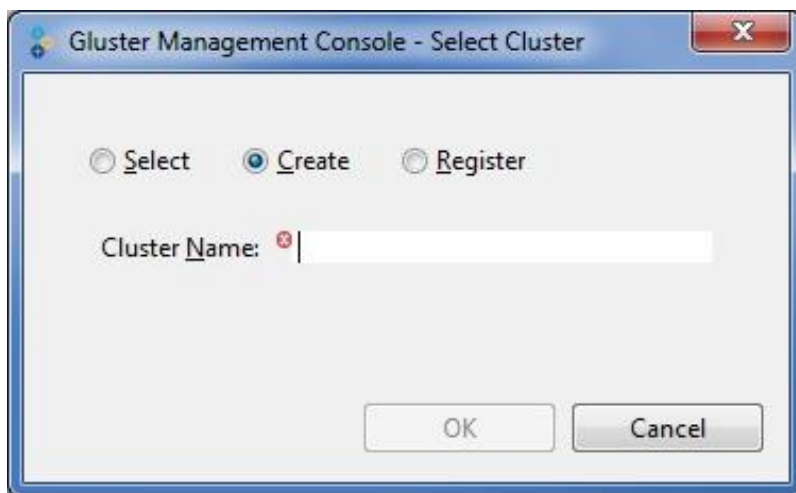 Gluster Management Console - Select Cluster
Select Create Register
Cluster Name:
OK Cancel